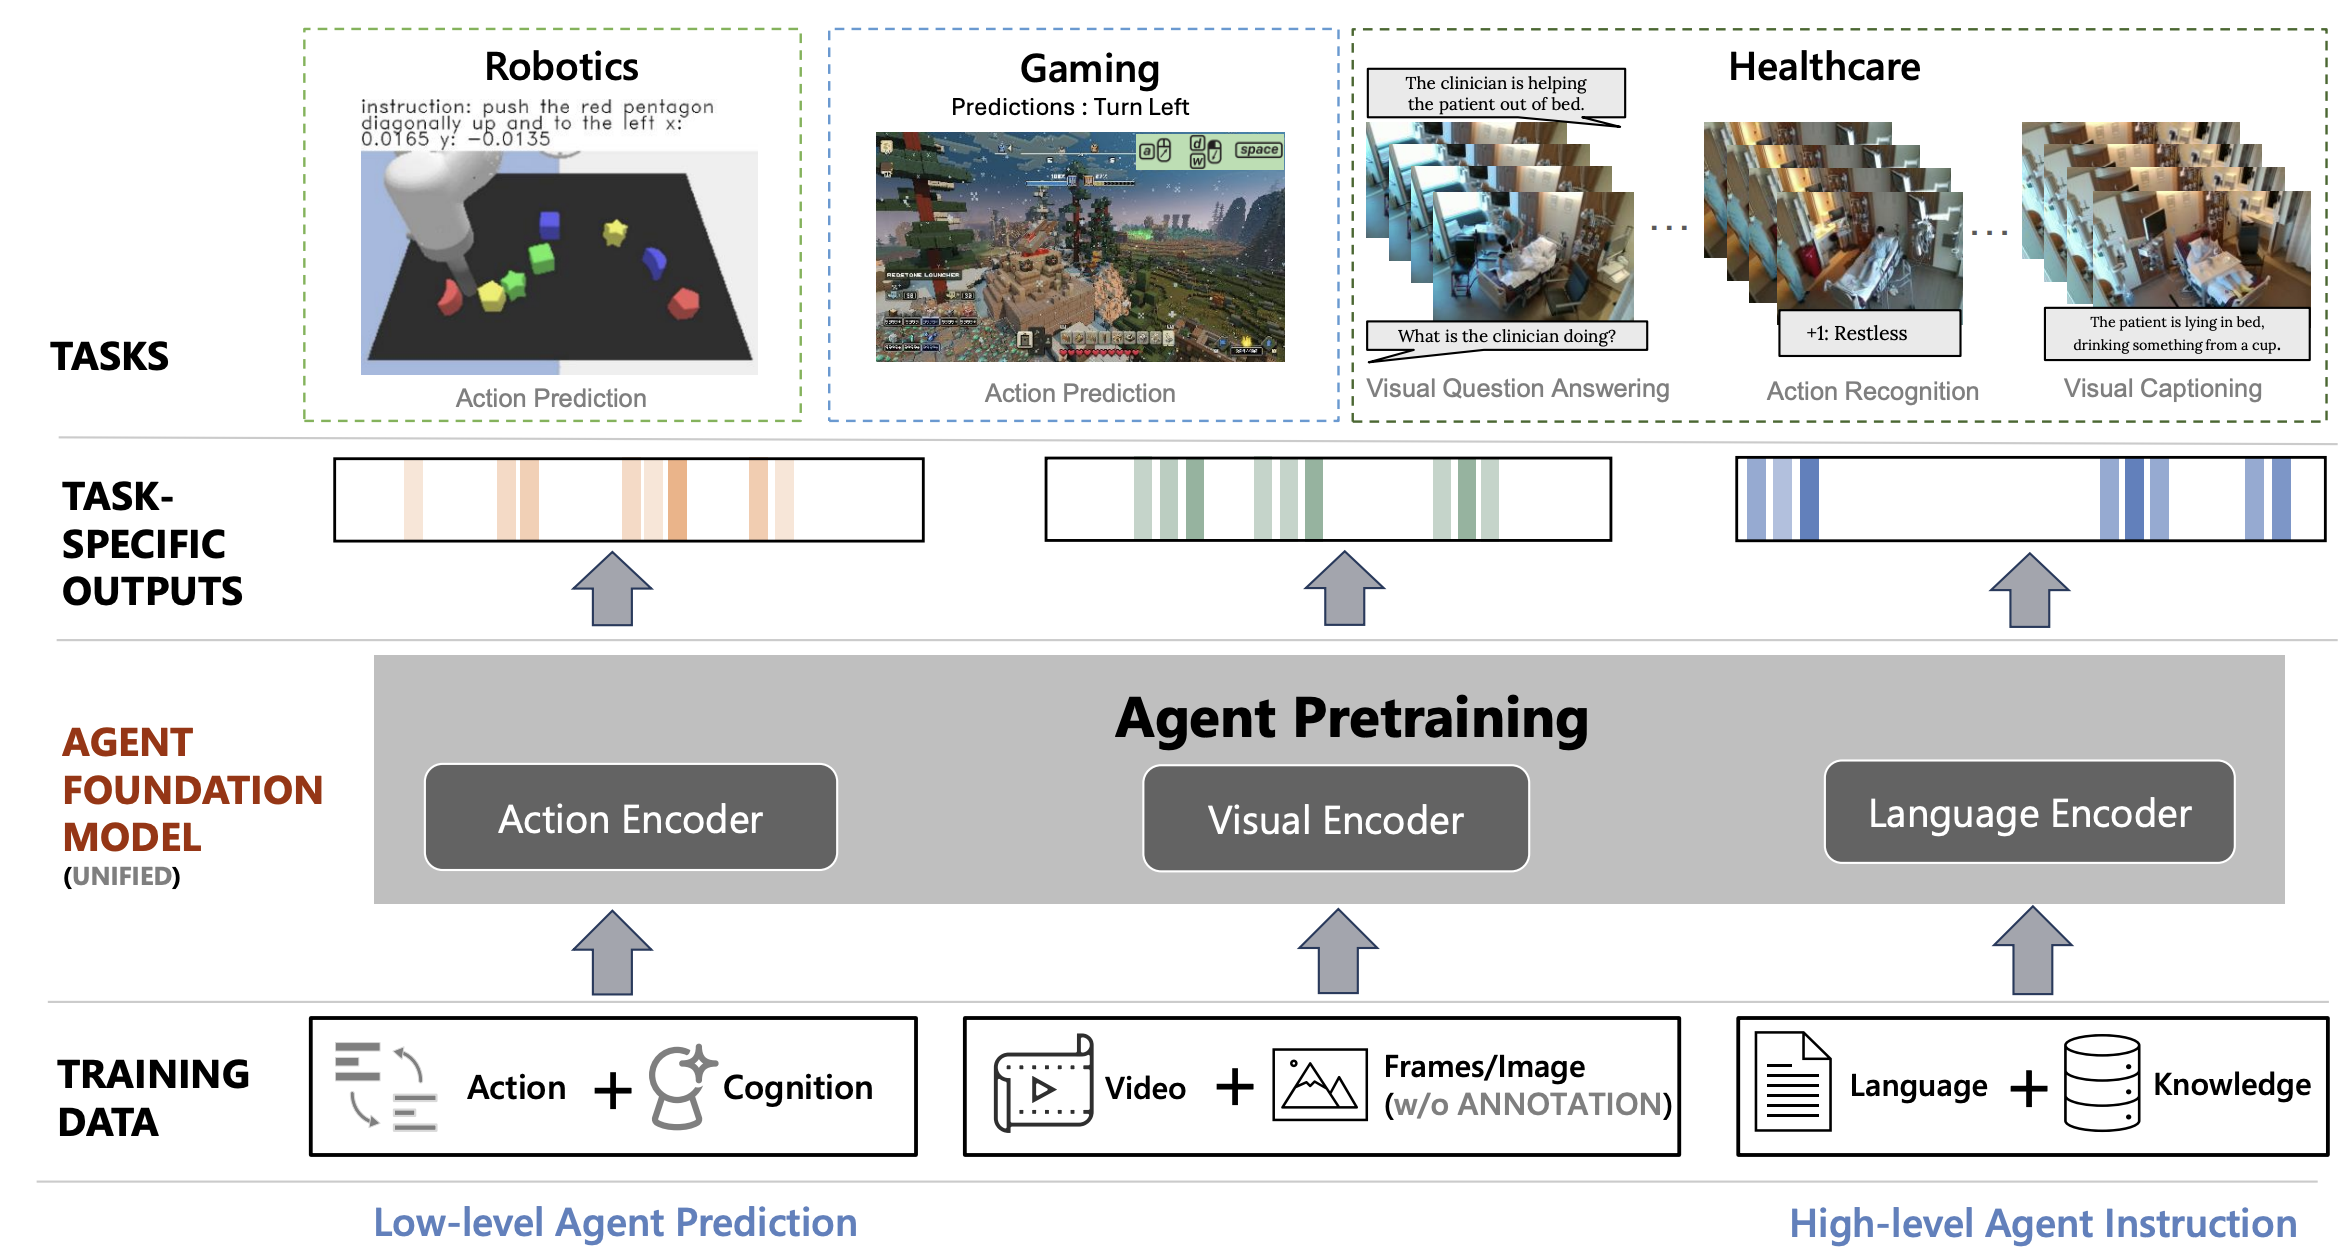 Robotics
instruction: push the red pentagon
diagonally up and to the left x:
0.0165 y: -0.0135
Action Prediction
Gaming
Predictions : Turn Left
a
d
w
space
REDSTONE LAUNCHER
Action Prediction
Healthcare
The clinician is helping
the patient out of bed.
What is the clinician doing?
Visual Question Answering
...
+1: Restless
Action Recognition
...
The patient is lying in bed,
drinking something from a cup.
Visual Captioning
TASKS
TASK-
SPECIFIC
OUTPUTS
AGENT
FOUNDATION
MODEL
(UNIFIED)
Agent Pretraining
Action Encoder
Visual Encoder
Language Encoder
TRAINING
DATA
Action + Cognition
Video + Frames/Image
(w/o ANNOTATION)
Language + Knowledge
Low-level Agent Prediction
High-level Agent Instruction